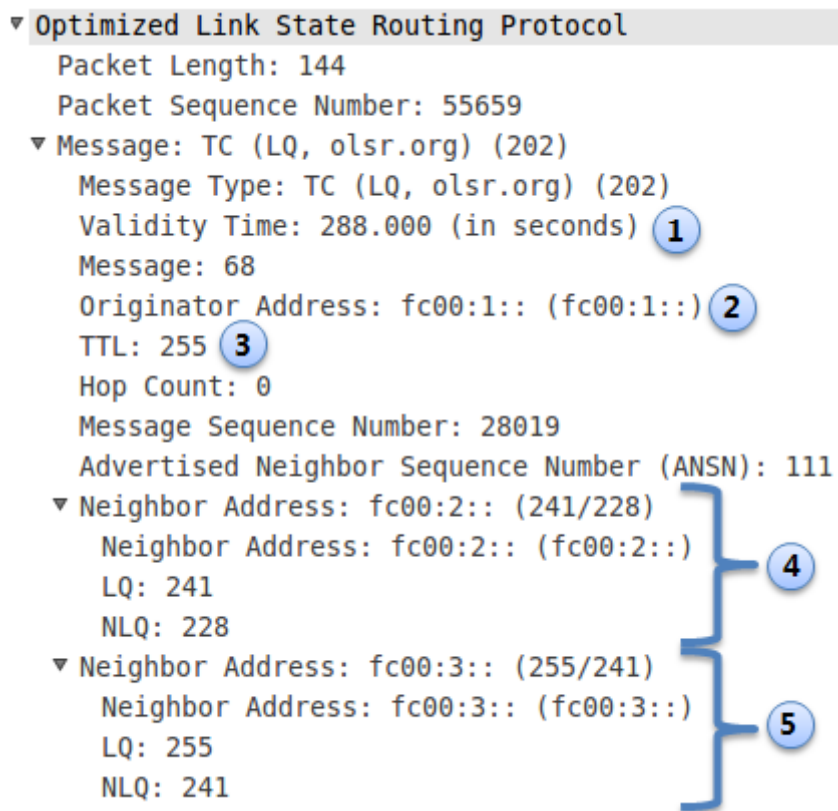 Optimized Link State Routing Protocol
Packet Length: 144
Packet Sequence Number: 55659
Message: TC (LQ, olsr.org) (202)
Message Type: TC (LQ, olsr.org) (202)
Validity Time: 288.000 (in seconds) 1
Message: 68
Originator Address: fc00:1:: (fc00:1::) 2
TTL: 255 3
Hop Count: 0
Message Sequence Number: 28019
Advertised Neighbor Sequence Number (ANSN): 111
Neighbor Address: fc00:2:: (241/228)
Neighbor Address: fc00:2:: (fc00:2::)
4
LQ: 241
NLQ: 228
Neighbor Address: fc00:3:: (255/241)
Neighbor Address: fc00:3:: (fc00:3::)
5
LQ: 255
NLQ: 241